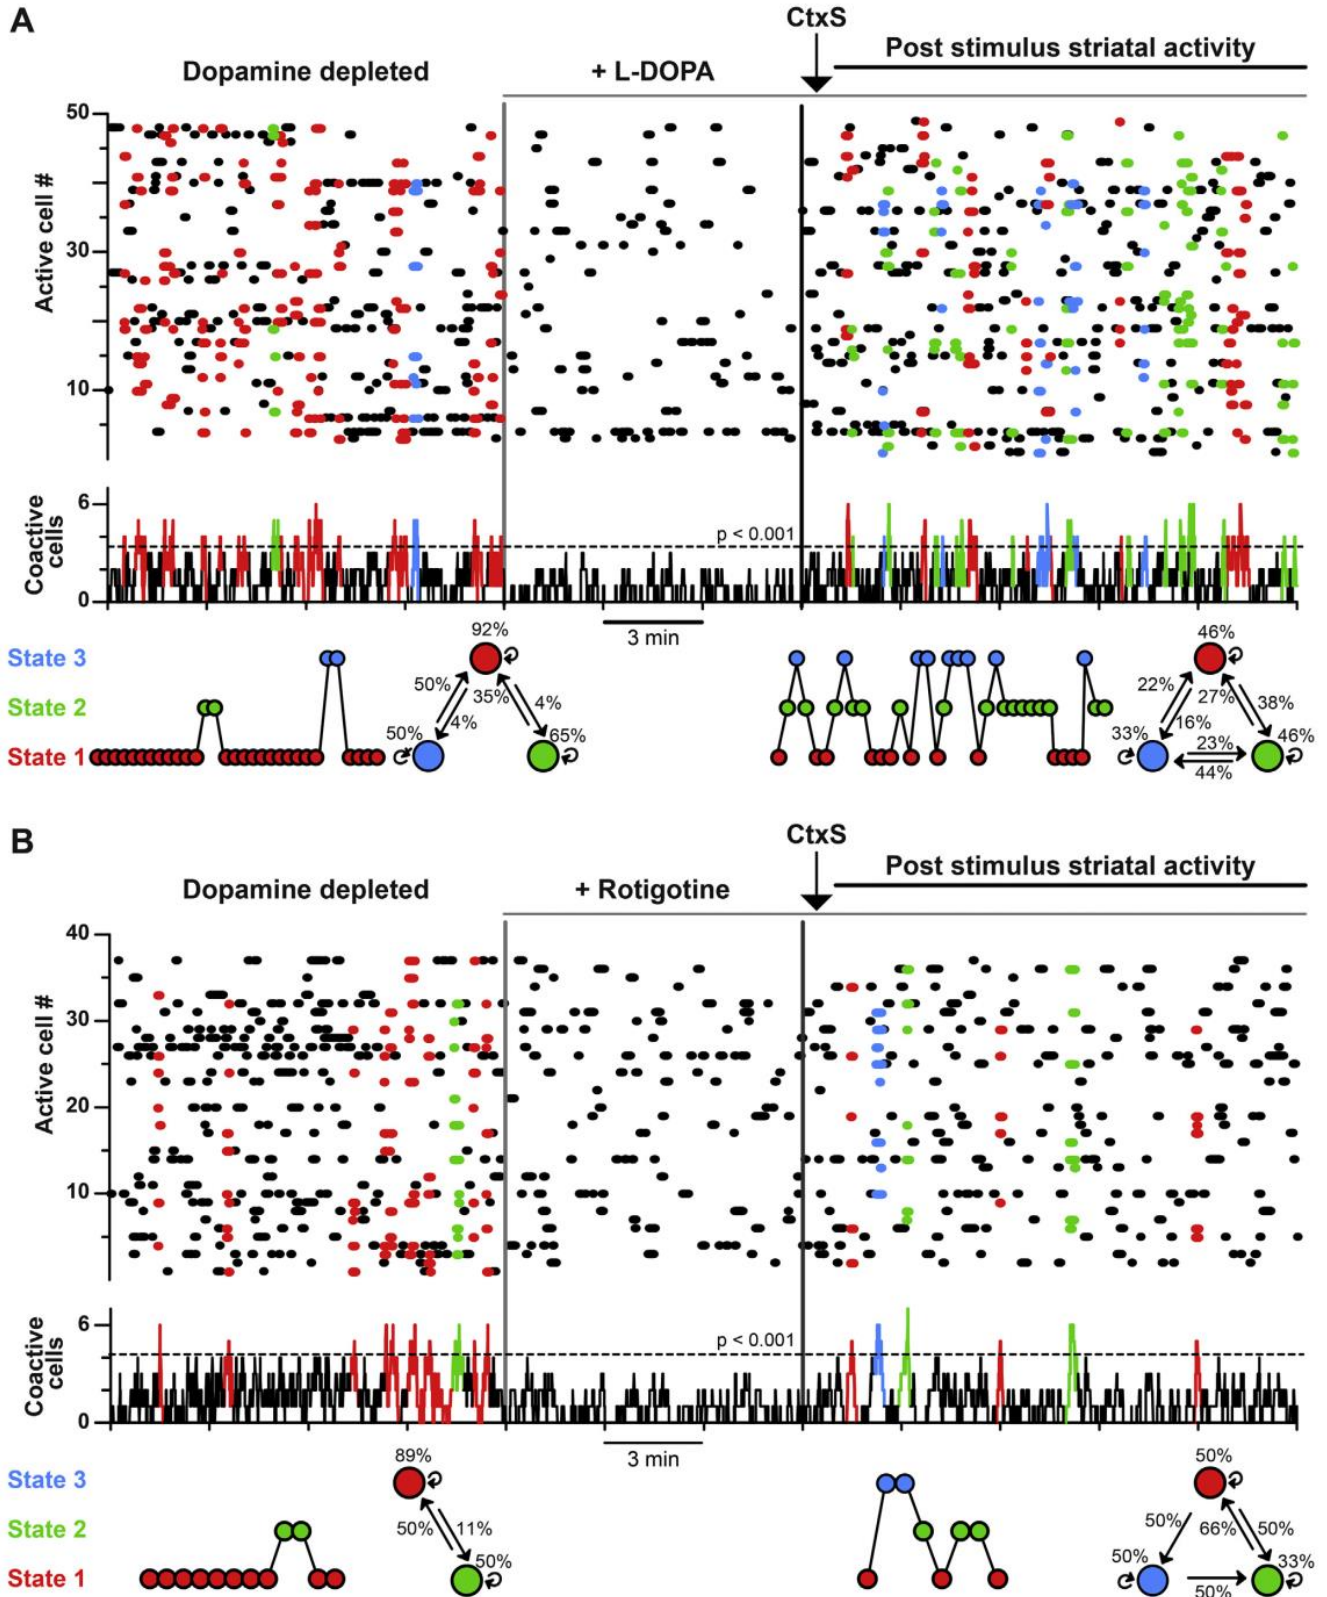 A
CtxS
Dopamine depleted
+ L-DOPA
Post stimulus striatal activity
50
30
10
Active cell #
6
0
Coactive cells
p < 0.001
3 min
State 3
State 2
State 1
92%
50%
35%
4%
4%
50%
65%
46%
22%
27%
38%
16%
33%
23%
46%
44%
B
CtxS
Dopamine depleted
+ Rotigotine
Post stimulus striatal activity
40
30
20
10
Active cell #
6
0
Coactive cells
p < 0.001
3 min
State 3
State 2
State 1
89%
50%
11%
50%
50%
50%
66%
50%
50%
33%
50%